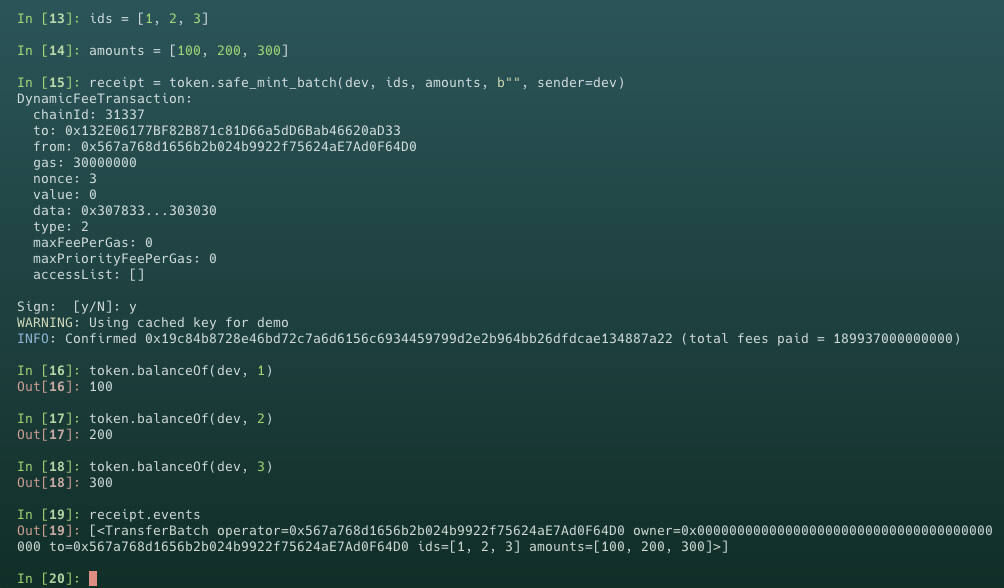 In [13]: ids = [1, 2, 3]
In [14]: amounts = [100, 200, 300]
In [15]: receipt = token.safe_mint_batch(dev, ids, amounts, b"", sender=dev)
DynamicFeeTransaction:
chainId: 31337
to: 0x132E06177BF82B871c81D66a5dD6Bab46620aD33
from: 0x567a768d1656b2b024b9922f75624aE7Ad0F64D0
gas: 30000000
nonce: 3
value: 0
data: 0x307833...303030
type: 2
maxFeePerGas: 0
maxPriorityFeePerGas: 0
accessList: []
Sign:  [y/N]: y
WARNING: Using cached key for demo
INFO: Confirmed 0x19c84b8728e46bd72c7a6d6156c6934459799d2e2b964bb26dfdcae134887a22 (total fees paid = 189937000000000)
In [16]: token.balanceOf(dev, 1)
Out[16]: 100
In [17]: token.balanceOf(dev, 2)
Out[17]: 200
In [18]: token.balanceOf(dev, 3)
Out[18]: 300
In [19]: receipt.events
Out[19]: [<TransferBatch operator=0x567a768d1656b2b024b9922f75624aE7Ad0F64D0 owner=0x0000000000000000000000000000000000000
000 to=0x567a768d1656b2b024b9922f75624aE7Ad0F64D0 ids=[1, 2, 3] amounts=[100, 200, 300]>]
In [20]: